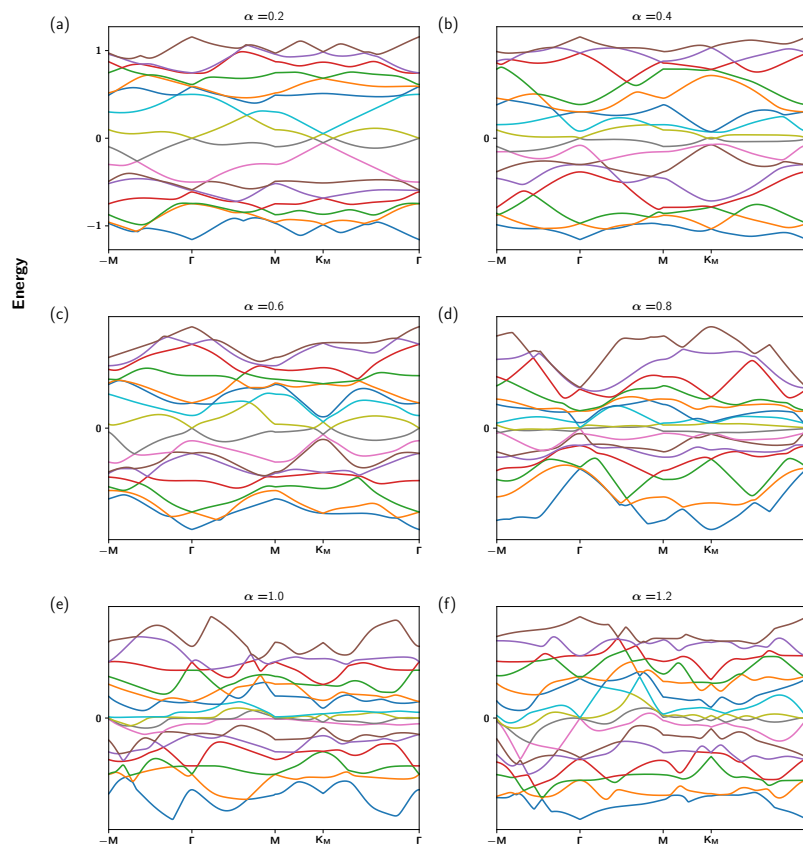 (a) α =0.2
(b) α =0.4
1
0
−1
−M Γ M K_M Γ
0
−M Γ M K_M
Energy
(c) α =0.6
(d) α =0.8
0
−M Γ M K_M Γ
0
−M Γ M K_M
(e) α =1.0
(f) α =1.2
0
−M Γ M K_M Γ
0
−M Γ M K_M